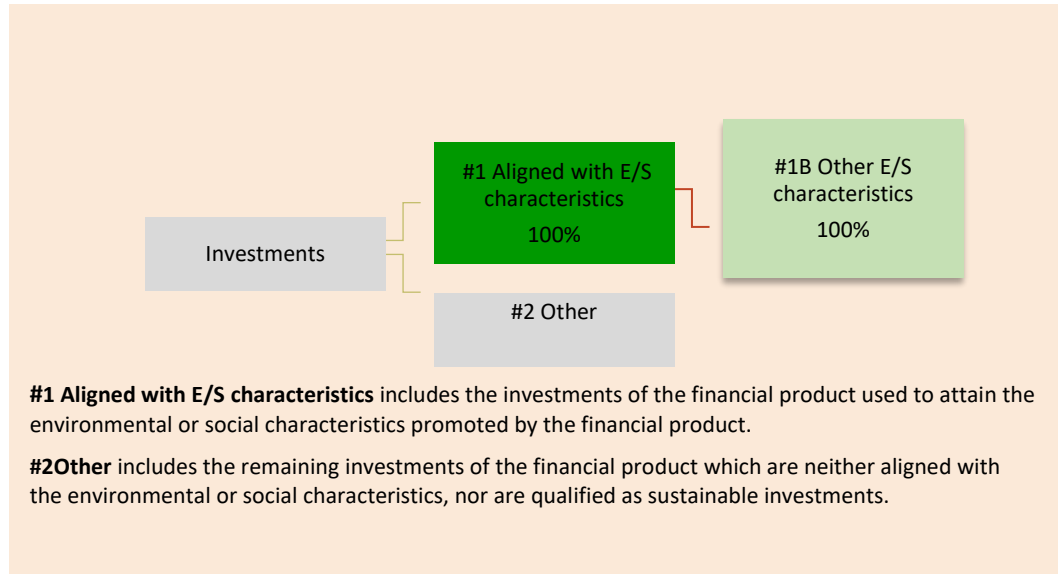 #1 Aligned with E/S
characteristics
100%
#1B Other E/S
characteristics
100%
Investments
#2 Other
#1 Aligned with E/S characteristics includes the investments of the financial product used to attain the
environmental or social characteristics promoted by the financial product.
#2Other includes the remaining investments of the financial product which are neither aligned with
the environmental or social characteristics, nor are qualified as sustainable investments.